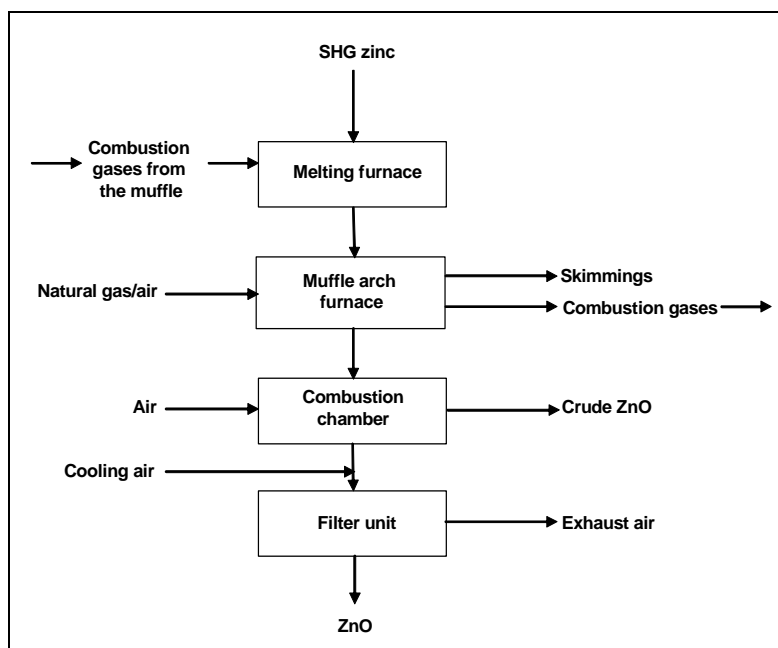 SHG zinc
Combustion
gases from
the muffle
Melting furnace
Natural gas/air
Muffle arch
furnace
Skimmings
Combustion gases
Air
Combustion
chamber
Crude ZnO
Cooling air
Filter unit
Exhaust air
ZnO